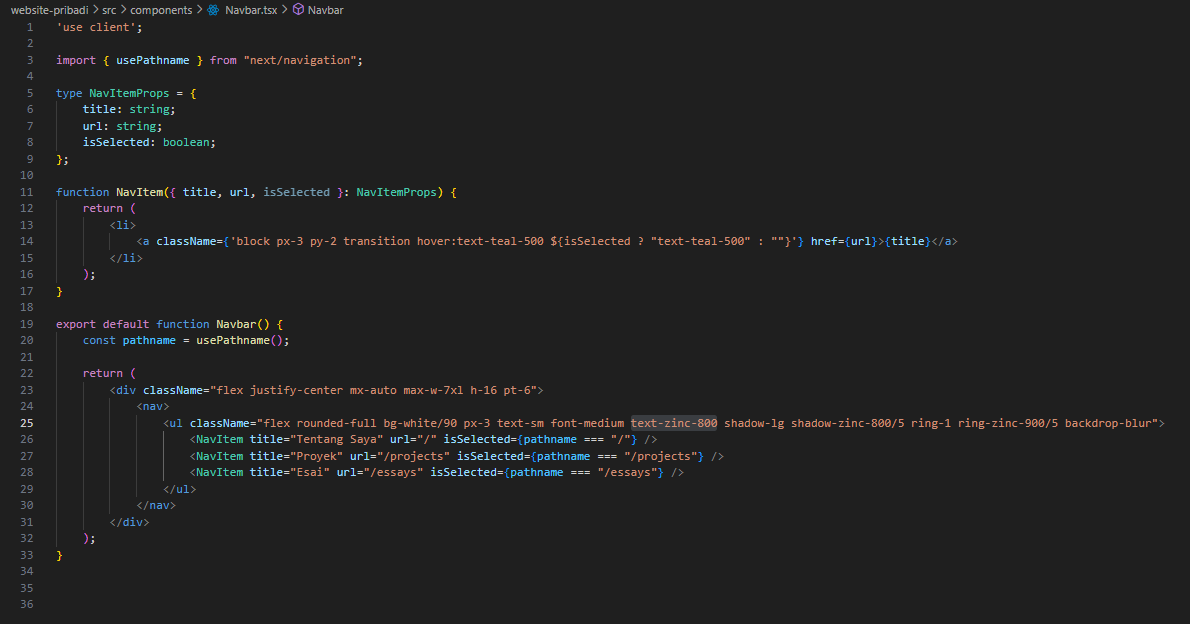 website-pribadi > src > components > Navbar.tsx > Navbar
1 'use client';
2
3 import { usePathname } from "next/navigation";
4
5 type NavItemProps = {
6 title: string;
7 url: string;
8 isSelected: boolean;
9 };
10
11 function NavItem({ title, url, isSelected }: NavItemProps) {
12 return (
13 <li>
14 <a className={'block px-3 py-2 transition hover:text-teal-500 ${isSelected ? "text-teal-500" : ""}'} href={url}>{title}</a>
15 </li>
16 );
17 }
18
19 export default function Navbar() {
20 const pathname = usePathname();
21
22 return (
23 <div className="flex justify-center mx-auto max-w-7xl h-16 pt-6">
24 <nav>
25 <ul className="flex rounded-full bg-white/90 px-3 text-sm font-medium text-zinc-800 shadow-lg shadow-zinc-800/5 ring-1 ring-zinc-900/5 backdrop-blur">
26 <NavItem title="Tentang Saya" url="/" isSelected={pathname === "/"} />
27 <NavItem title="Proyek" url="/projects" isSelected={pathname === "/projects"} />
28 <NavItem title="Esai" url="/essays" isSelected={pathname === "/essays"} />
29 </ul>
30 </nav>
31 </div>
32 );
33 }
34
35
36